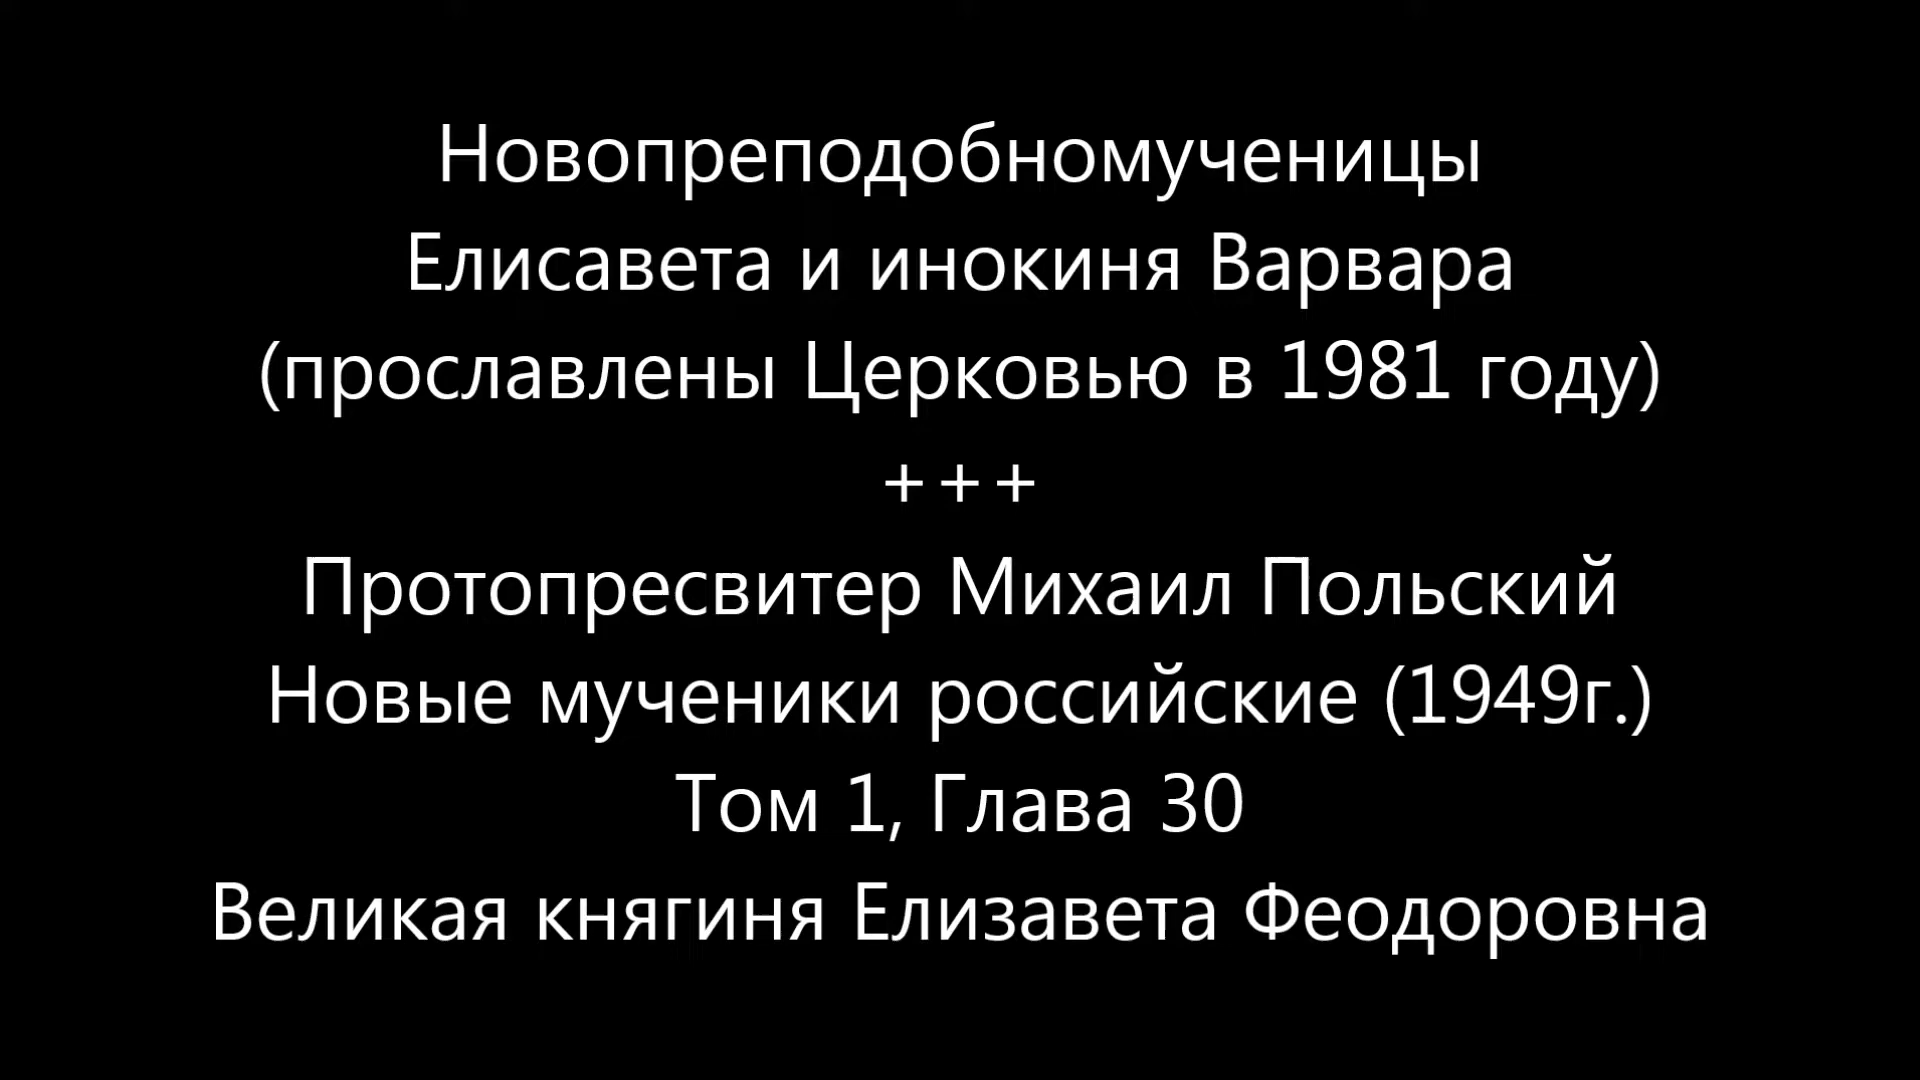 Новопреподобномученицы
Елисавета и инокиня Варвара
(прославлены Церковью в 1981 году)
+++
Протопресвитер Михаил Польский
Новые мученики российские (1949г.)
Том 1, Глава 30
Великая княгиня Елизавета Феодоровна